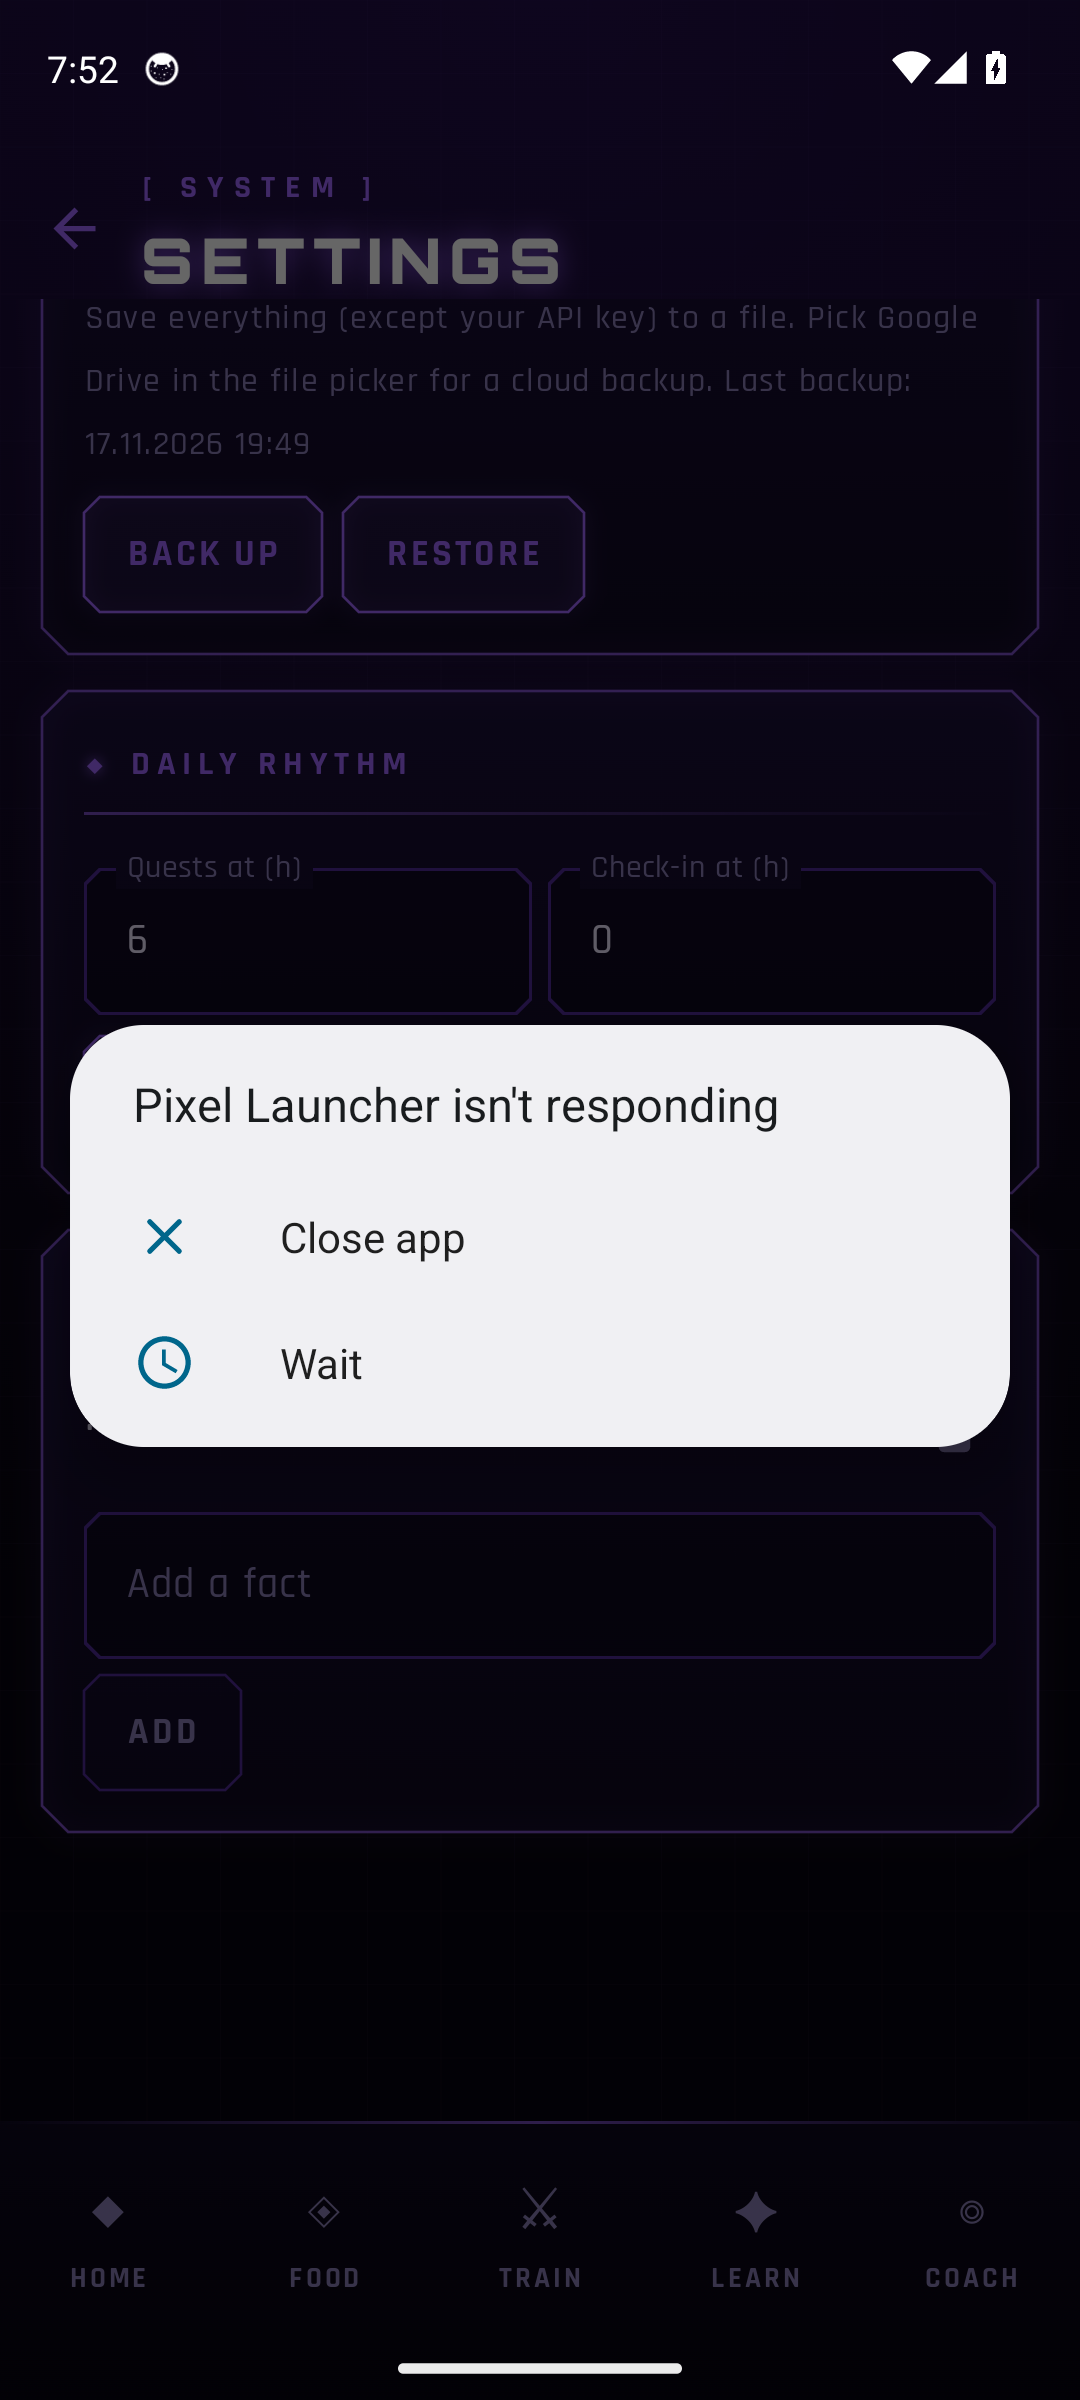 7:52
[ SYSTEM ]
SETTINGS
Save everything (except your API key) to a file. Pick Google
Drive in the file picker for a cloud backup. Last backup:
17.11.2026 19:49
BACK UP
RESTORE
DAILY RHYTHM
Quests at (h)
Check-in at (h)
6
0
Pixel Launcher isn't responding
Close app
Wait
Add a fact
ADD
HOME
FOOD
TRAIN
LEARN
COACH